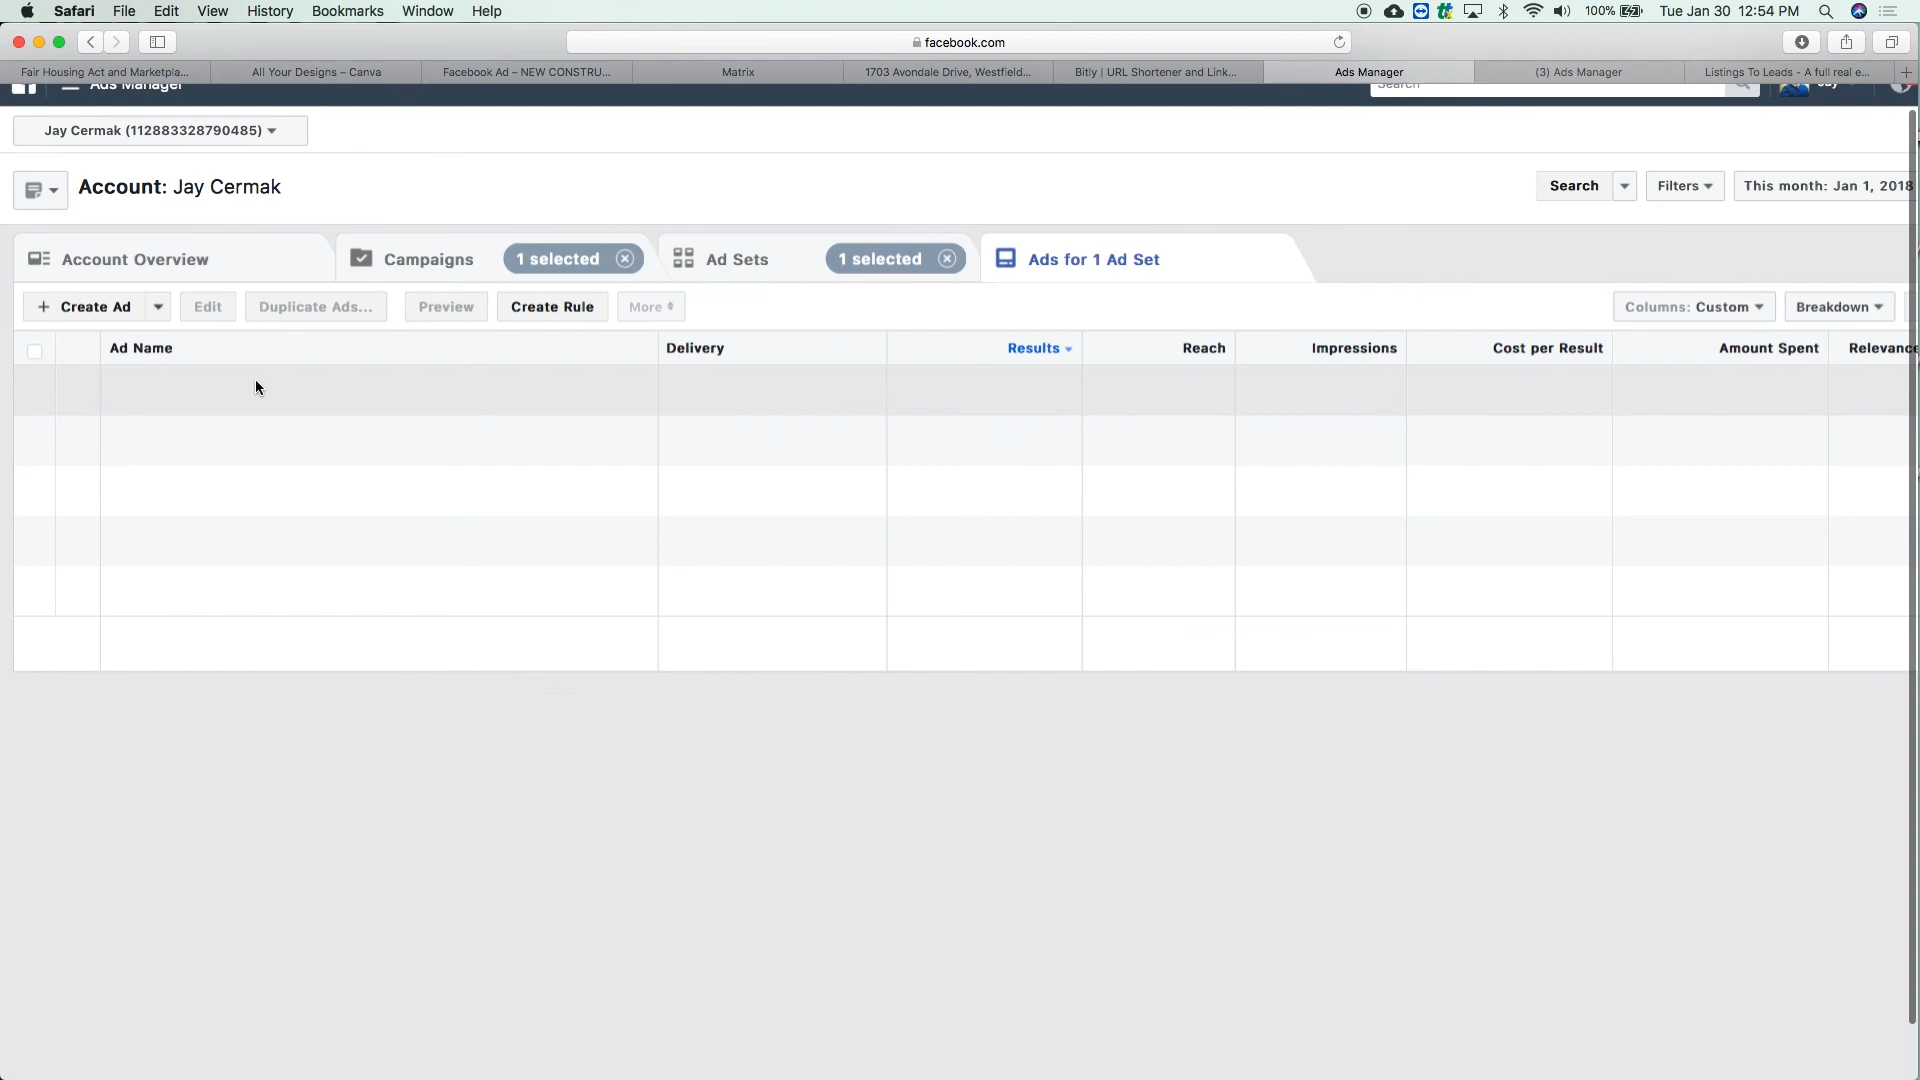 Safari File Edit View History Bookmarks Window Help 100% Tue Jan 30 12:54 PM
facebook.com
Fair Housing Act and Marketpla... All Your Designs – Canva Facebook Ad – NEW CONSTRU... Matrix 1703 Avondale Drive, Westfield... Bitly | URL Shortener and Link... Ads Manager (3) Ads Manager Listings To Leads - A full real e...
Ads Manager Search Jay
Jay Cermak (112883328790485)
Account: Jay Cermak Search Filters This month: Jan 1, 2018
Account Overview Campaigns 1 selected Ad Sets 1 selected Ads for 1 Ad Set
+ Create Ad Edit Duplicate Ads... Preview Create Rule More Columns: Custom Breakdown
Ad Name Delivery Results Reach Impressions Cost per Result Amount Spent Relevance